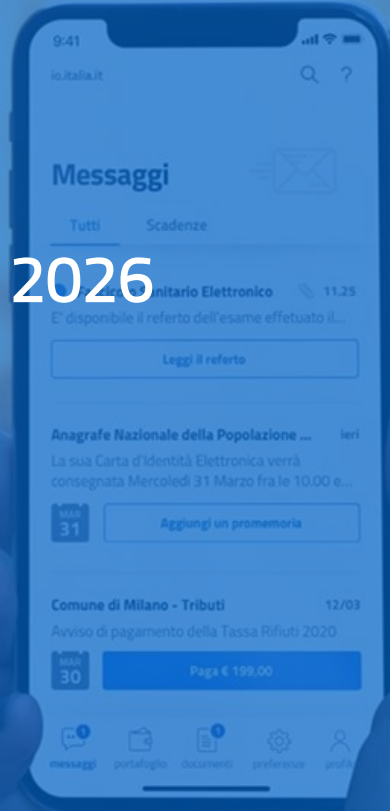 9:41
io.italia.it
?
Messaggi
Tutti Scadenze
2026
Sanitario Elettronico 11.25
E' disponibile il referto dell'esame effetuato il...
Leggi il referto
Anagrafe Nazionale della Popolazione ... ieri
La sua Carta d'Identità Elettronica verrà
consegnata Mercoledì 31 Marzo fra le 10.00 e...
MAR
31
Aggiungi un promemoria
Comune di Milano - Tributi 12/03
Avviso di pagamento della Tassa Rifiuti 2020
MAR
30
Paga € 199,00
1 1
messaggi portafoglio documenti preferenze profilo